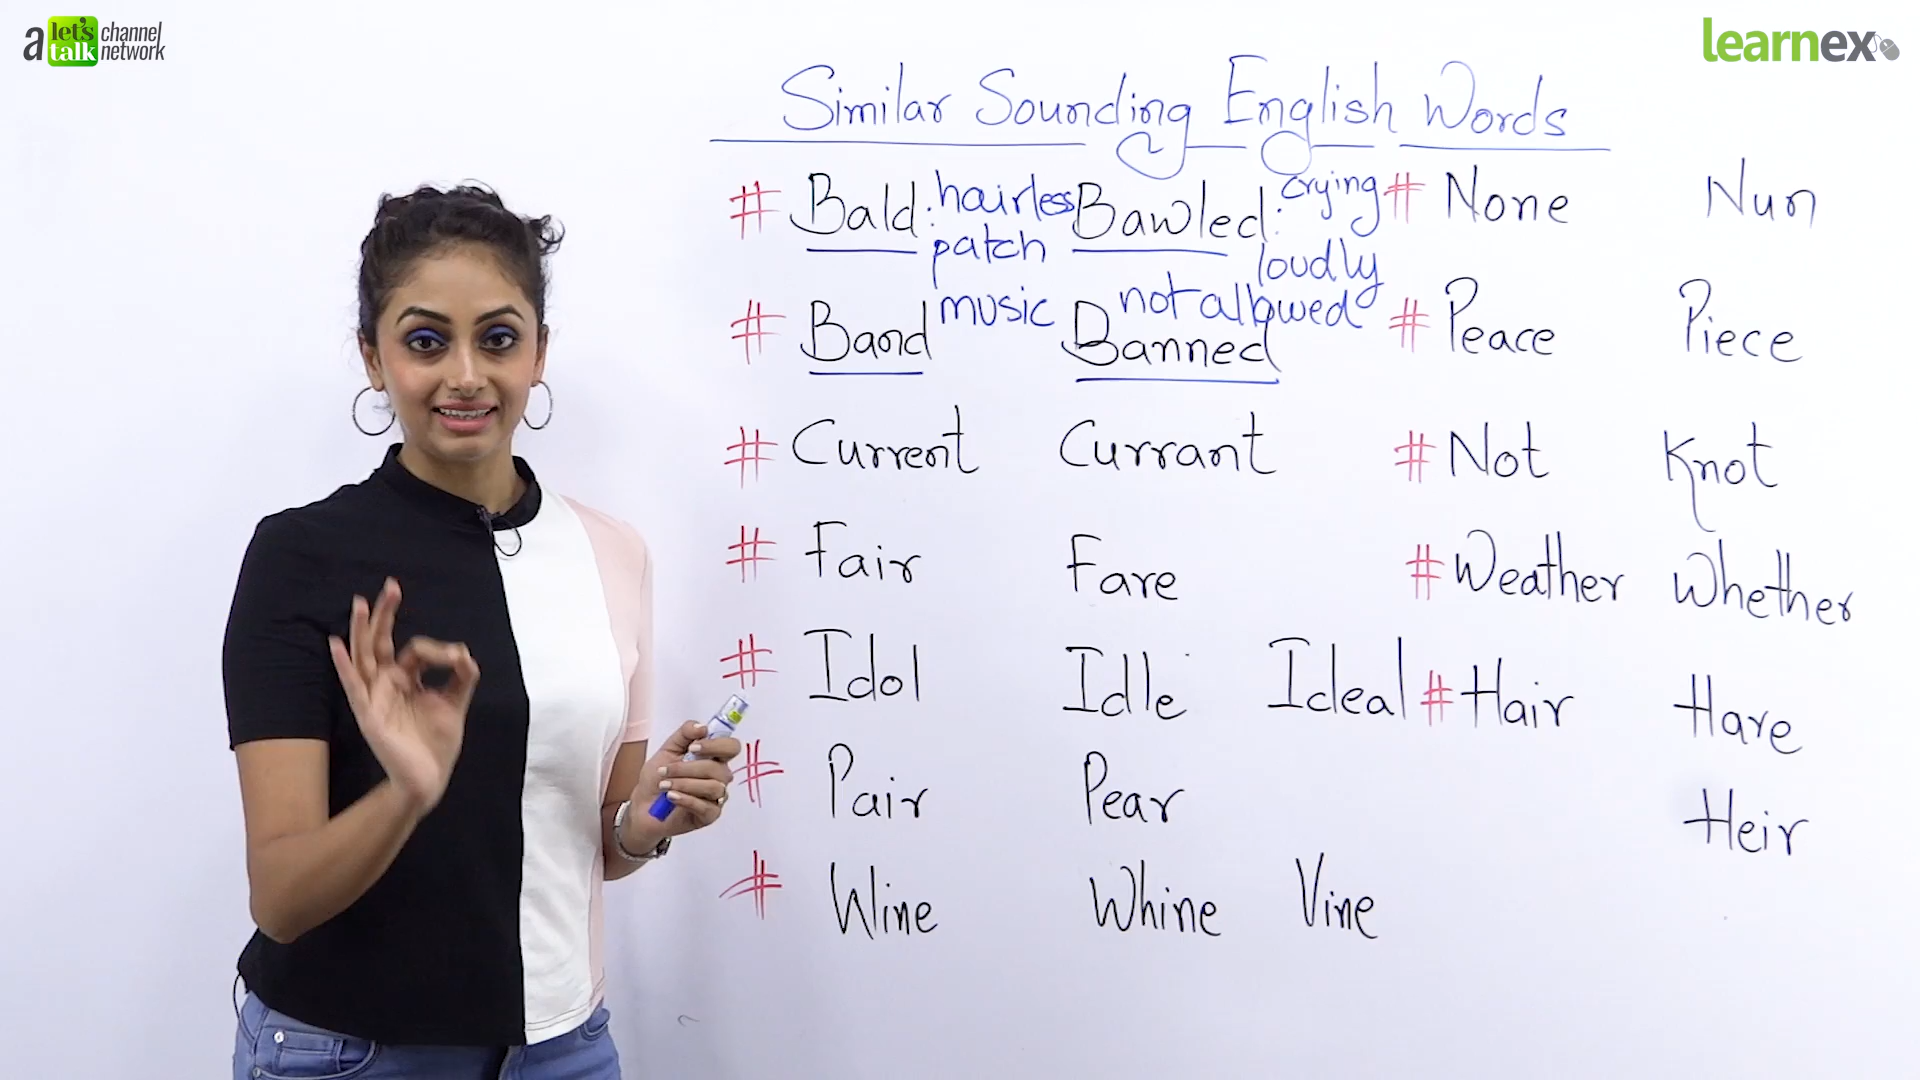 a let's talk channel network
learnex
Similar Sounding English Words
# Bald: hairless patch Bawled: crying loudly
# Band music Banned not allowed
# Current Currant
# Fair Fare
# Idol Idle Ideal
# Pair Pear
# Wine Whine Vine
# None Nun
# Peace Piece
# Not Knot
# Weather Whether
# Hair Hare
Heir